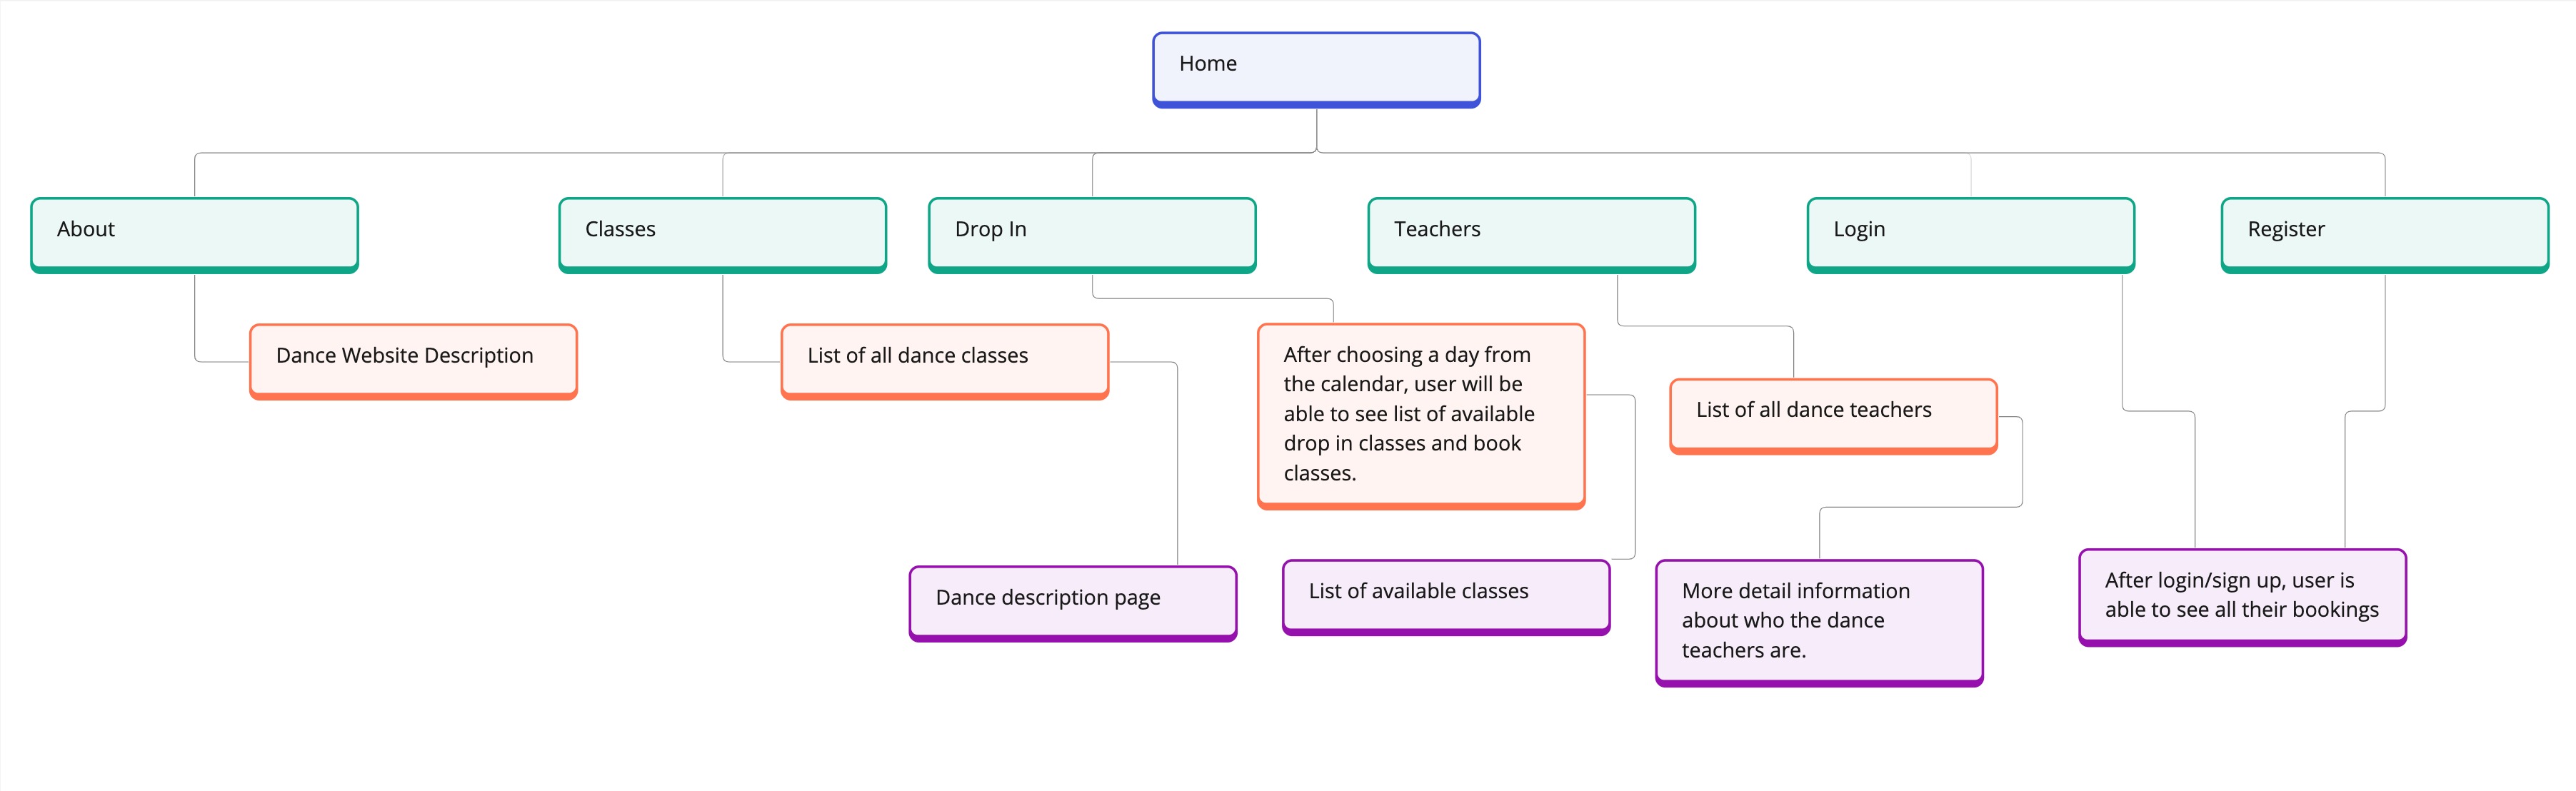 Home
About
Classes
Drop In
Teachers
Login
Register
Dance Website Description
List of all dance classes
After choosing a day from
the calendar, user will be
able to see list of available
drop in classes and book
classes.
List of all dance teachers
Dance description page
List of available classes
More detail information
about who the dance
teachers are.
After login/sign up, user is
able to see all their bookings